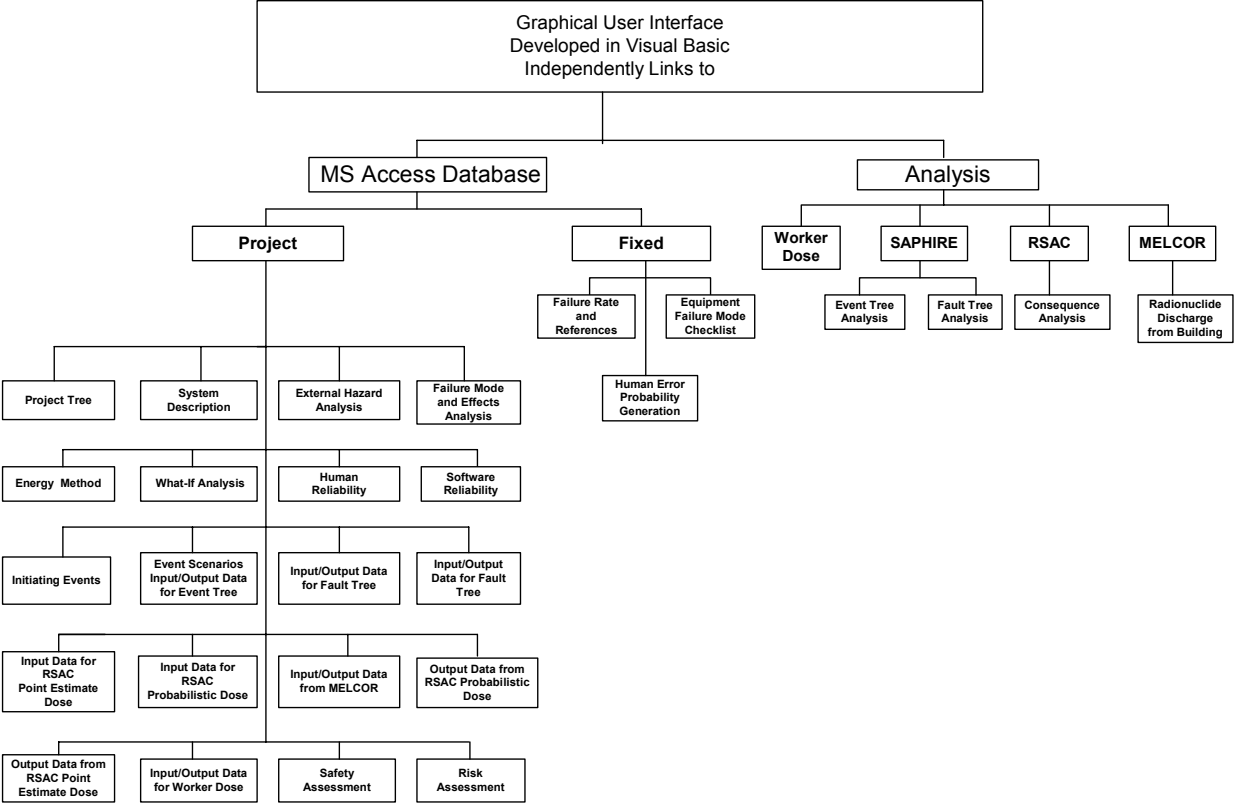 Graphical User Interface
Developed in Visual Basic
Independently Links to
MS Access Database
Analysis
Project
Fixed
Worker
Dose
SAPHIRE
RSAC
MELCOR
Failure Rate
and
References
Equipment
Failure Mode
Checklist
Event Tree
Analysis
Fault Tree
Analysis
Consequence
Analysis
Radionuclide
Discharge
from Building
Human Error
Probability
Generation
Project Tree
System
Description
External Hazard
Analysis
Failure Mode
and Effects
Analysis
Energy Method
What-If Analysis
Human
Reliability
Software
Reliability
Initiating Events
Event Scenarios
Input/Output Data
for Event Tree
Input/Output Data
for Fault Tree
Input/Output
Data for Fault
Tree
Input Data for
RSAC
Point Estimate
Dose
Input Data for
RSAC
Probabilistic Dose
Input/Output Data
from MELCOR
Output Data from
RSAC Probabilistic
Dose
Output Data from
RSAC Point
Estimate Dose
Input/Output Data
for Worker Dose
Safety
Assessment
Risk
Assessment